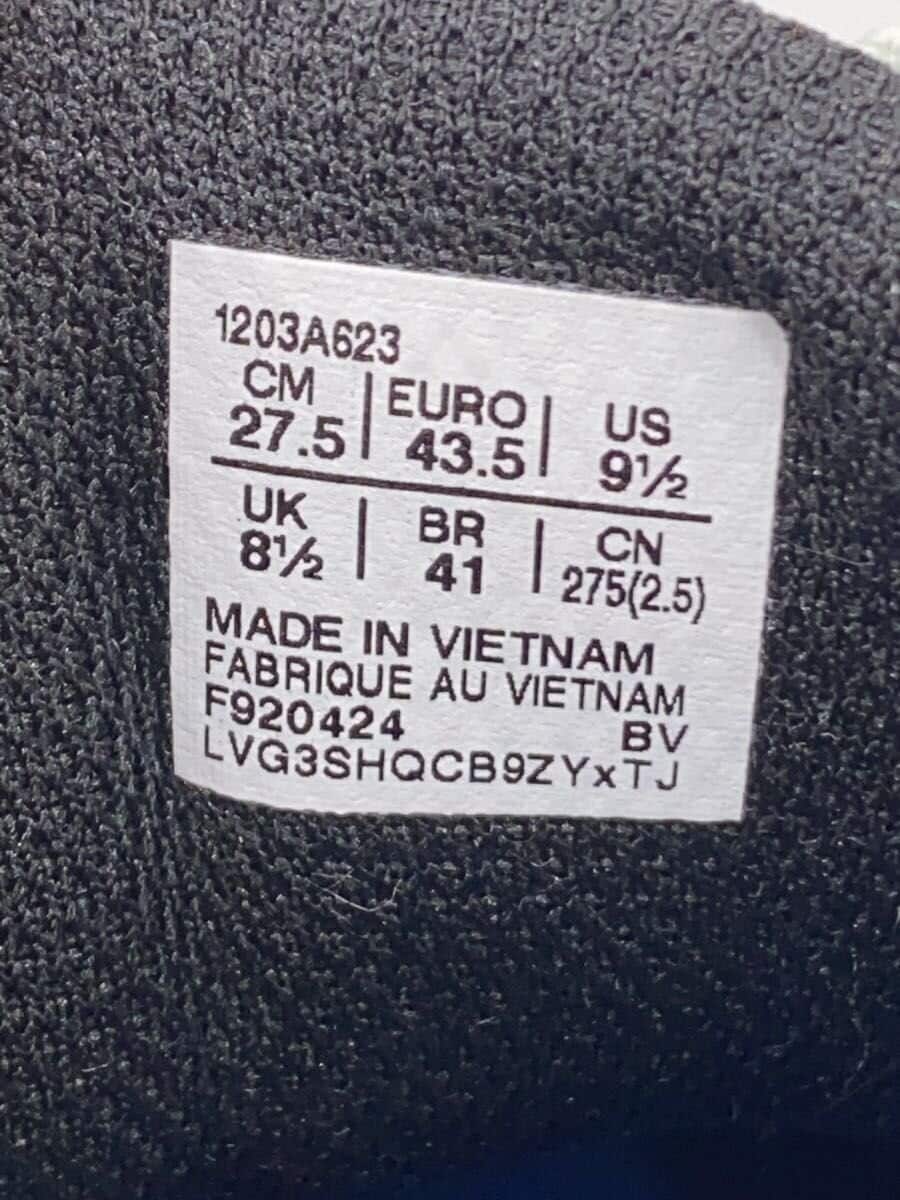 1203A623
CM | EURO | US
27.5 | 43.5 | 9½
UK | BR | CN
8½ | 41 | 275(2.5)
MADE IN VIETNAM
FABRIQUE AU VIETNAM
F920424 BV
LVG3SHQCB9ZYxTJ